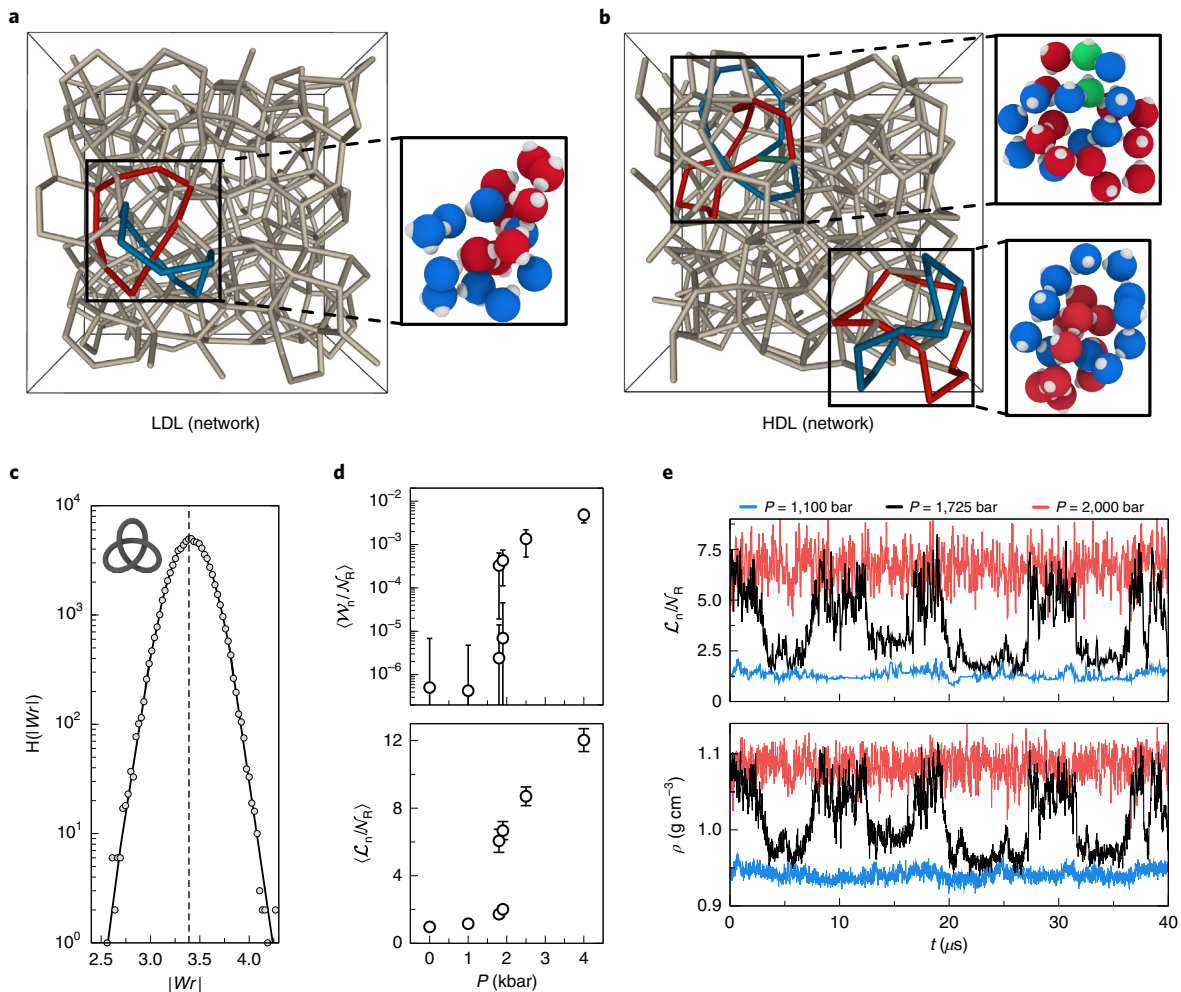 a
b
LDL (network)
HDL (network)
c
H(|Wr|)
10⁴
10³
10²
10¹
10⁰
2.5 3.0 3.5 4.0
|Wr|
d
⟨𝒲ₙ/𝒩_R⟩
10⁻²
10⁻³
10⁻⁴
10⁻⁵
10⁻⁶
⟨ℒₙ/𝒩_R⟩
12
8
4
0
0 1 2 3 4
P (kbar)
e
P = 1,100 bar P = 1,725 bar P = 2,000 bar
ℒₙ/𝒩_R
7.5
5.0
2.5
0
ρ (g cm⁻³)
1.1
1.0
0.9
0 10 20 30 40
t (μs)